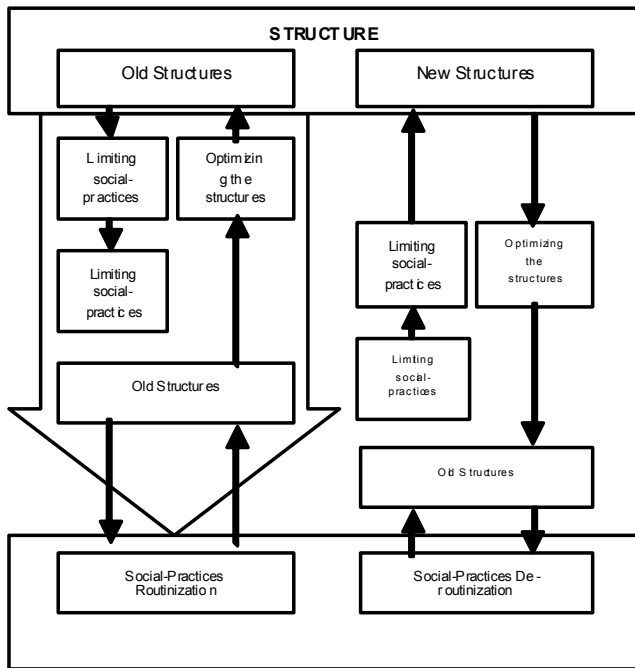 STRUCTURE
Old Structures
New Structures
Limiting
social-
practices
Optimizin
g the
structures
Limiting
social-
practices
Limiting
social-
practices
Optimizing
the
structures
Limiting
social-
practices
Old Structures
Old Structures
Social-Practices
Routinization
Social-Practices De-
routinization